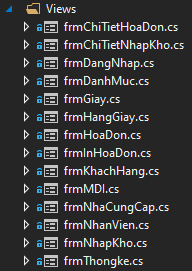 Views
frmChiTietHoaDon.cs
frmChiTietNhapKho.cs
frmDangNhap.cs
frmDanhMuc.cs
frmGiay.cs
frmHangGiay.cs
frmHoaDon.cs
frmInHoaDon.cs
frmKhachHang.cs
frmMDI.cs
frmNhaCungCap.cs
frmNhanVien.cs
frmNhapKho.cs
frmThongke.cs